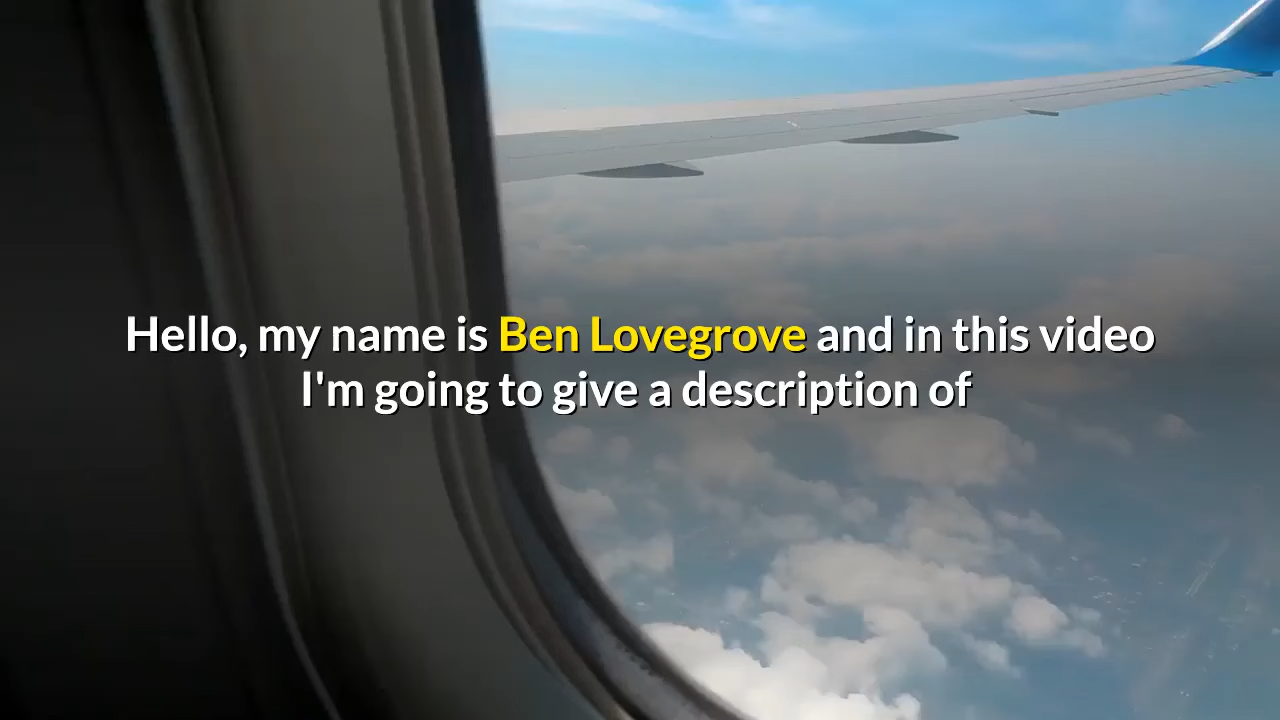 Hello, my name is Ben Lovegrove and in this video
I'm going to give a description of